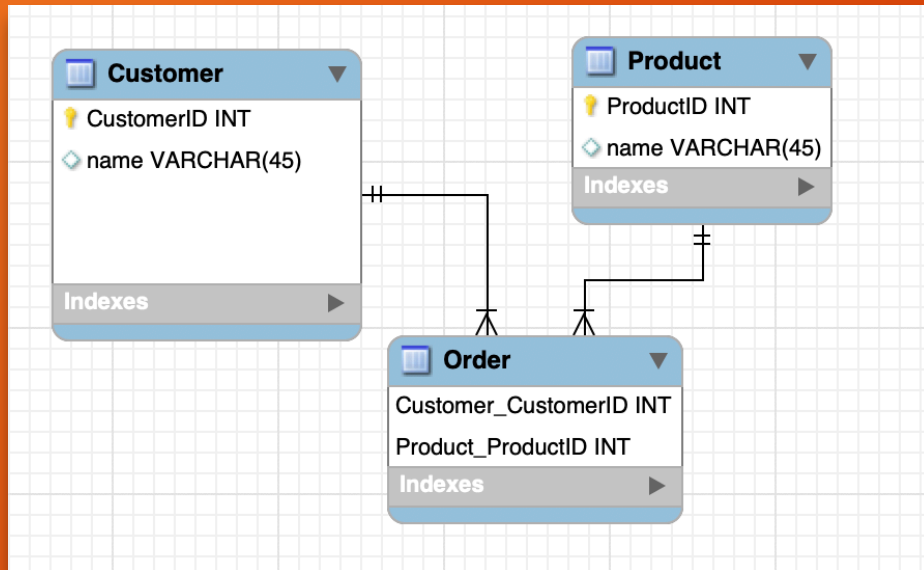 Customer
CustomerID INT
name VARCHAR(45)
Indexes
Product
ProductID INT
name VARCHAR(45)
Indexes
Order
Customer_CustomerID INT
Product_ProductID INT
Indexes